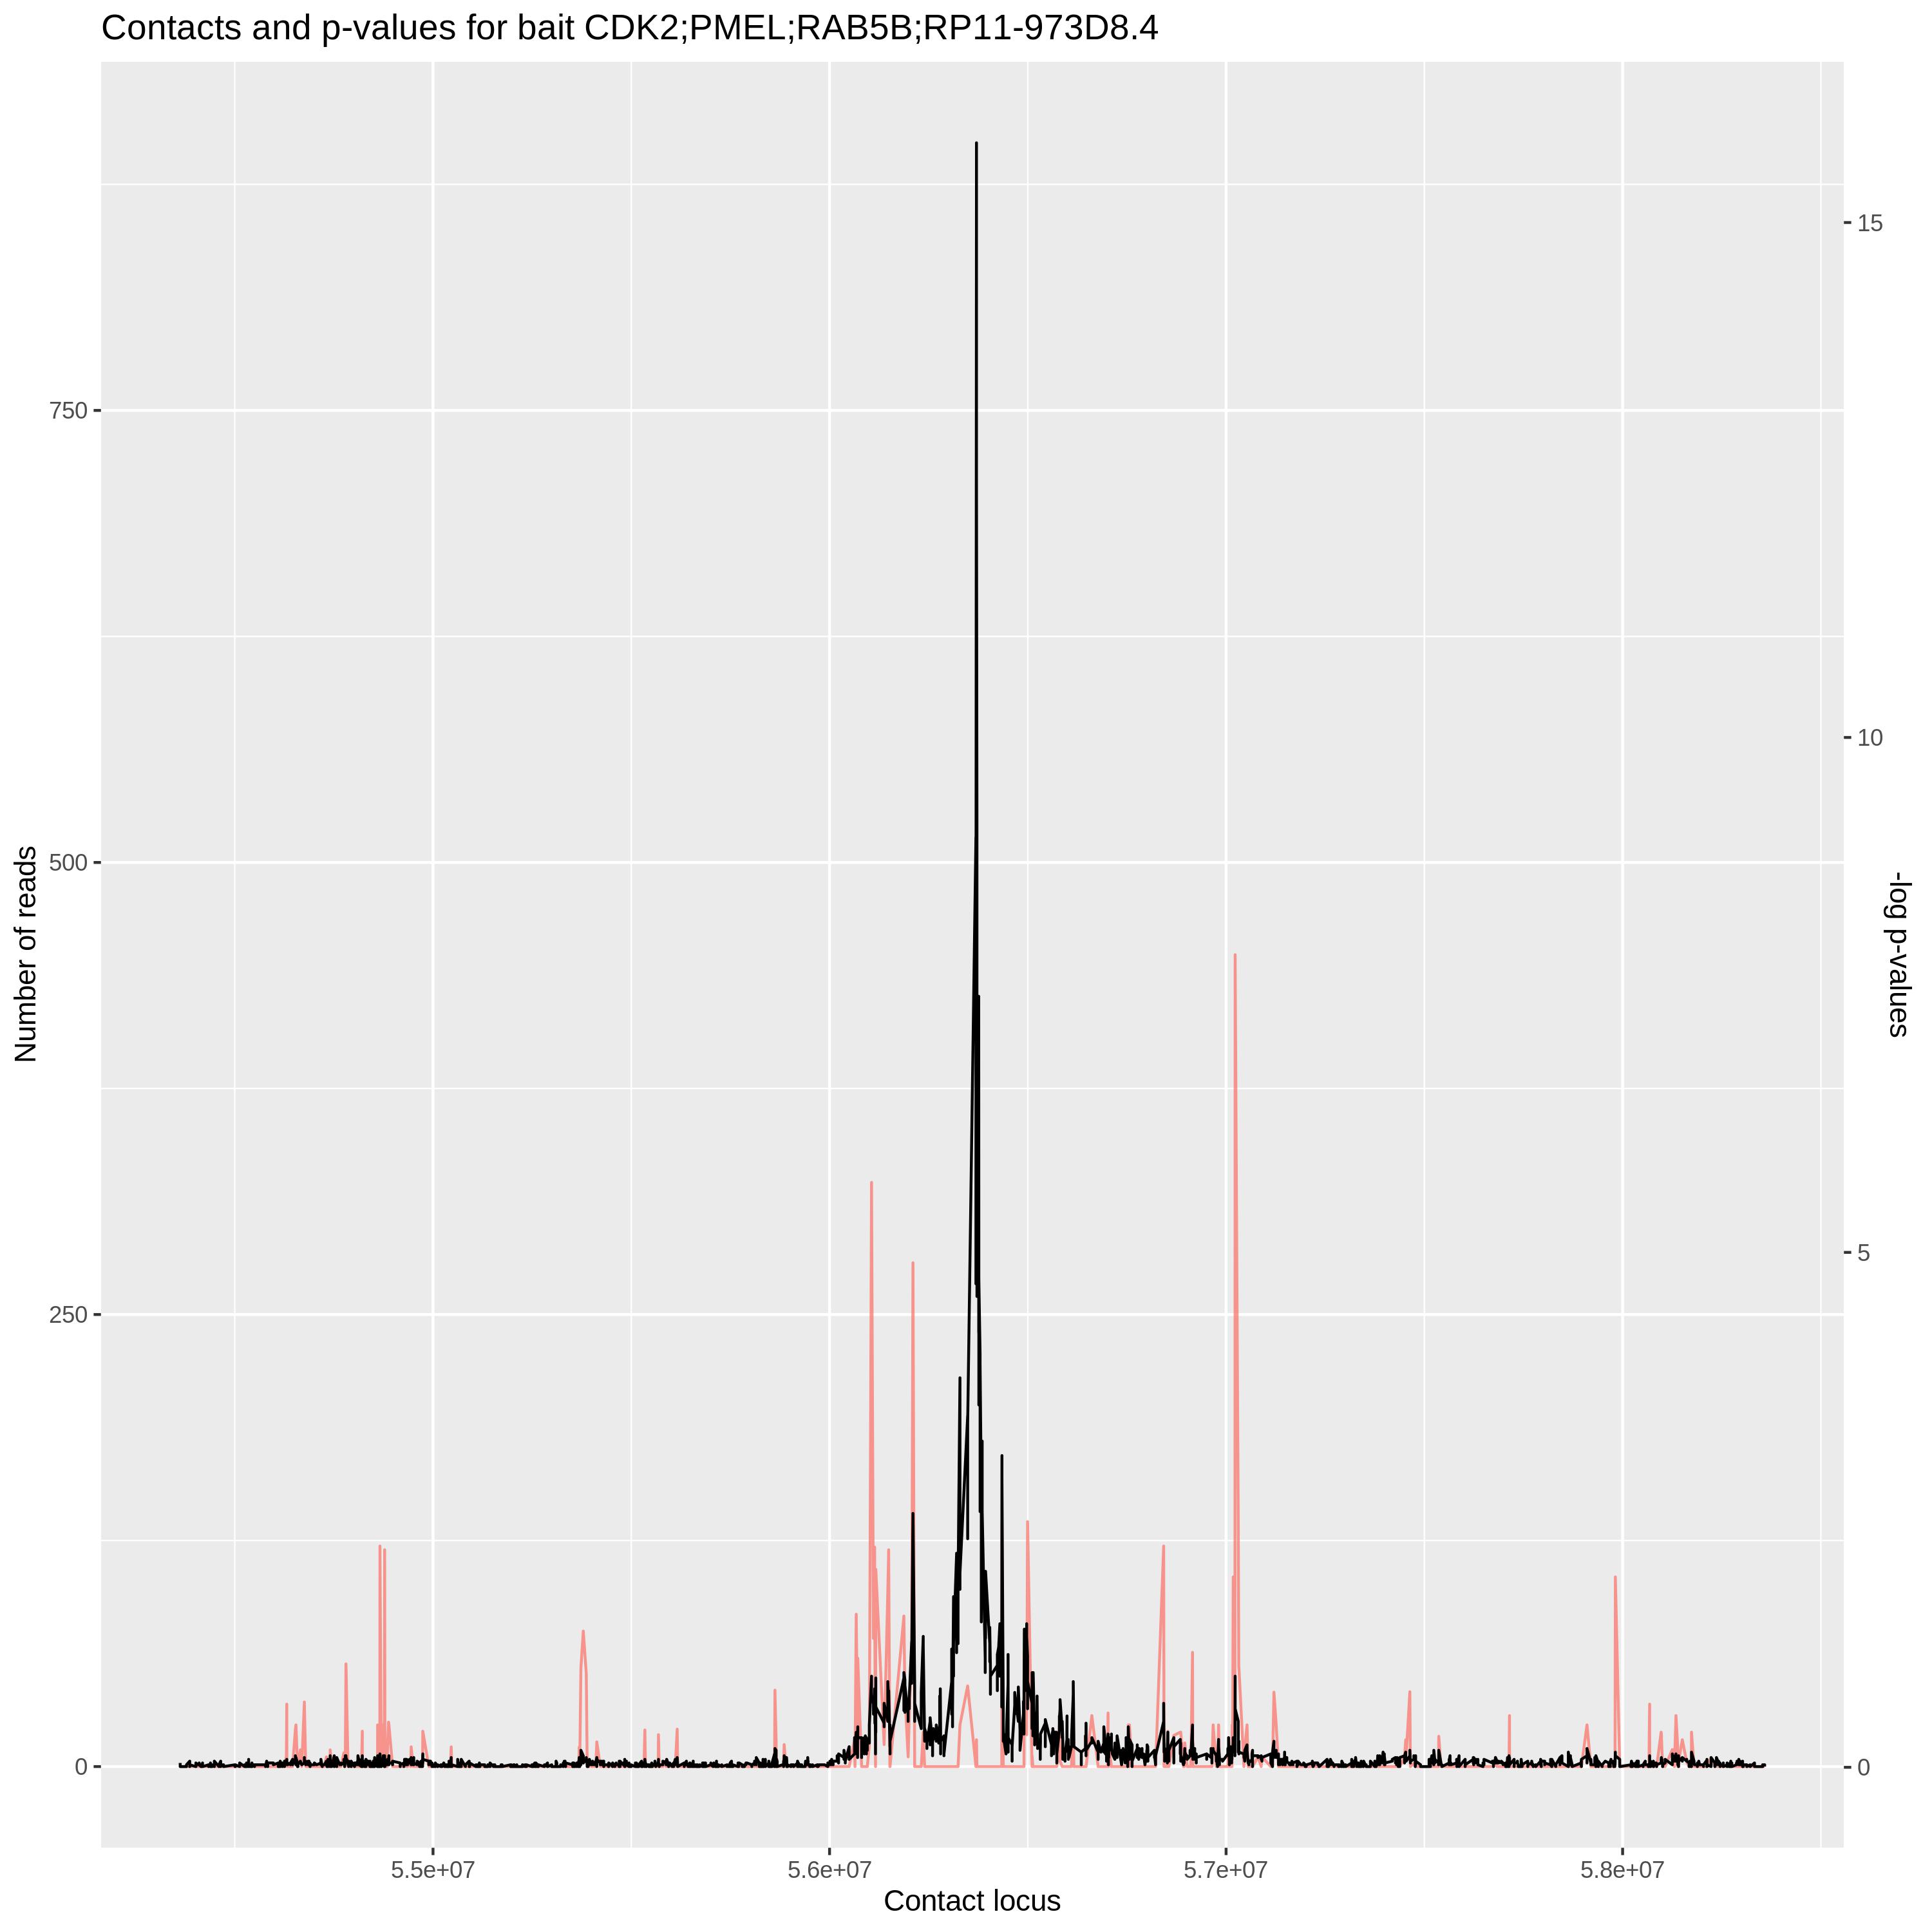 Contacts and p-values for bait CDK2;PMEL;RAB5B;RP11-973D8.4
750
500
250
0
Number of reads
15
10
5
0
-log p-values
5.5e+07
5.6e+07
5.7e+07
5.8e+07
Contact locus